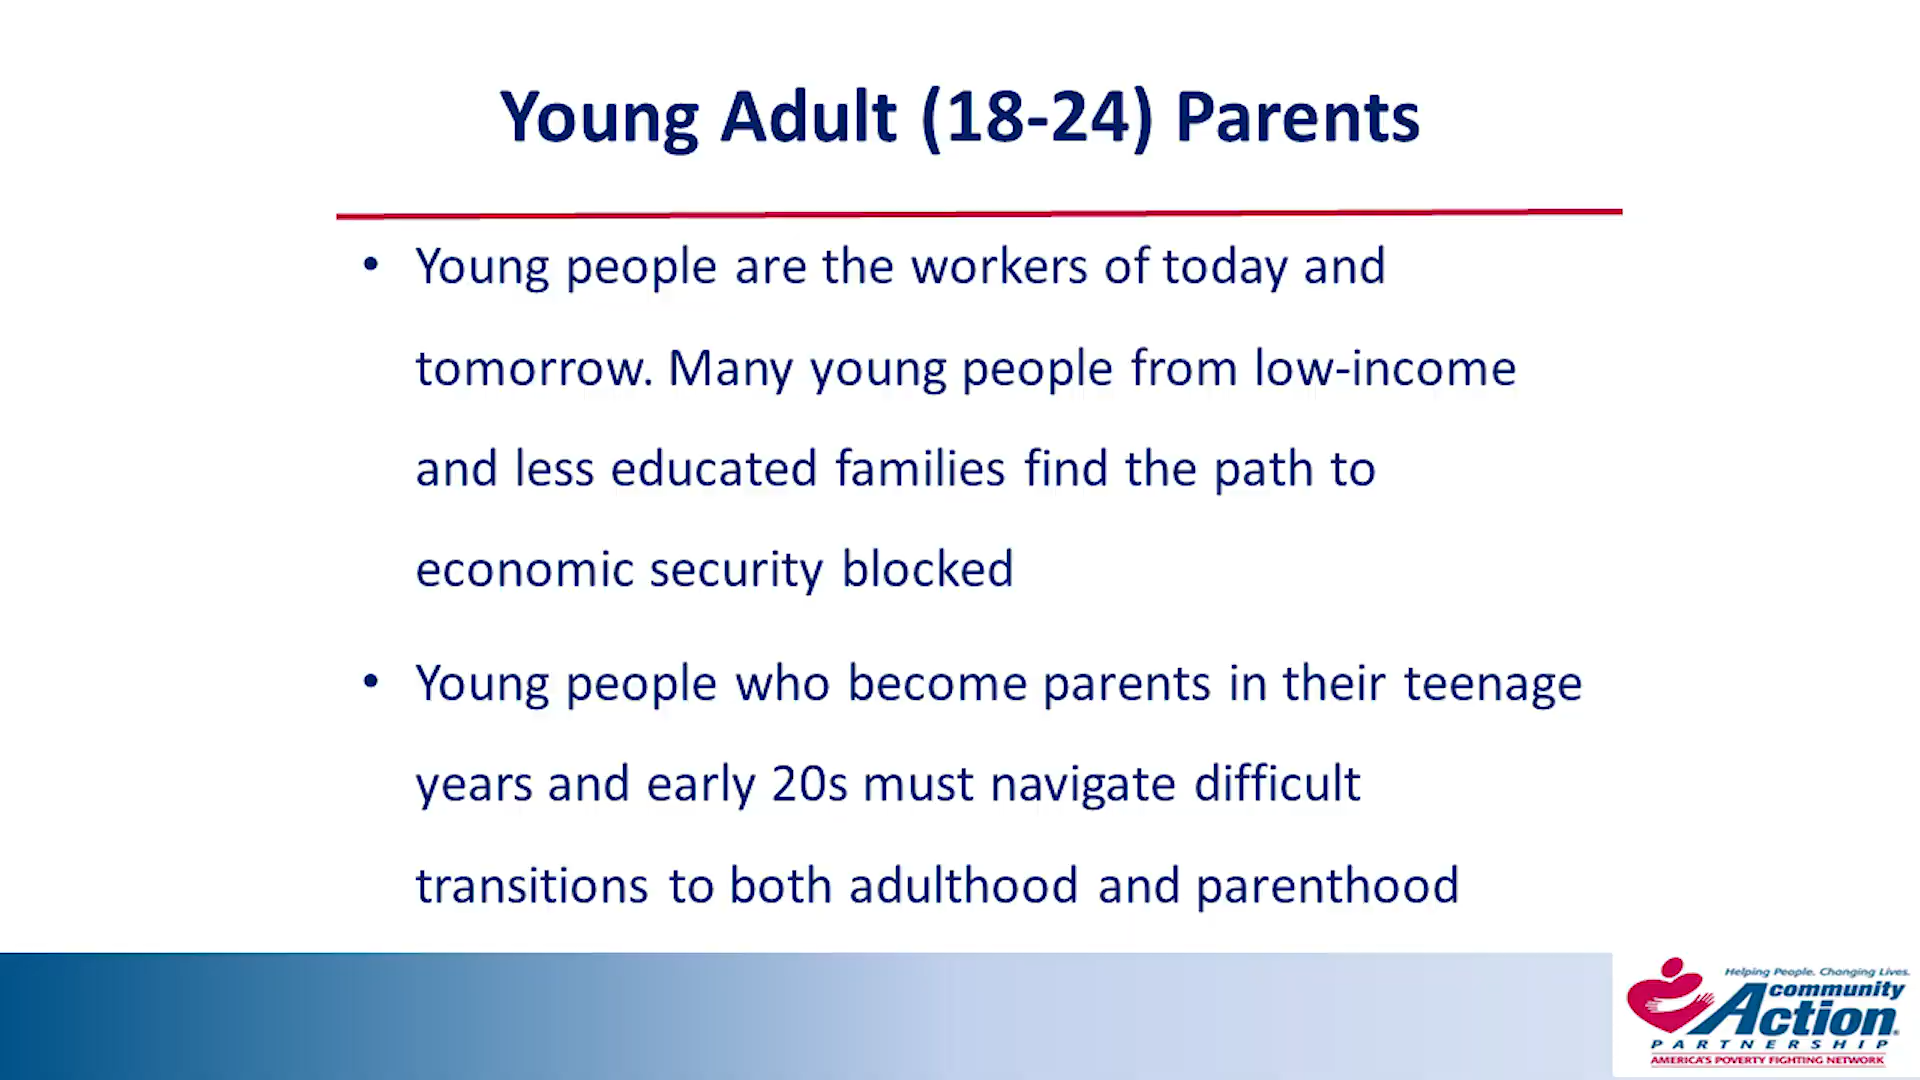 Young Adult (18-24) Parents
• Young people are the workers of today and
tomorrow. Many young people from low-income
and less educated families find the path to
economic security blocked
• Young people who become parents in their teenage
years and early 20s must navigate difficult
transitions to both adulthood and parenthood
Helping People. Changing Lives.
community
Action
PARTNERSHIP
AMERICA'S POVERTY FIGHTING NETWORK